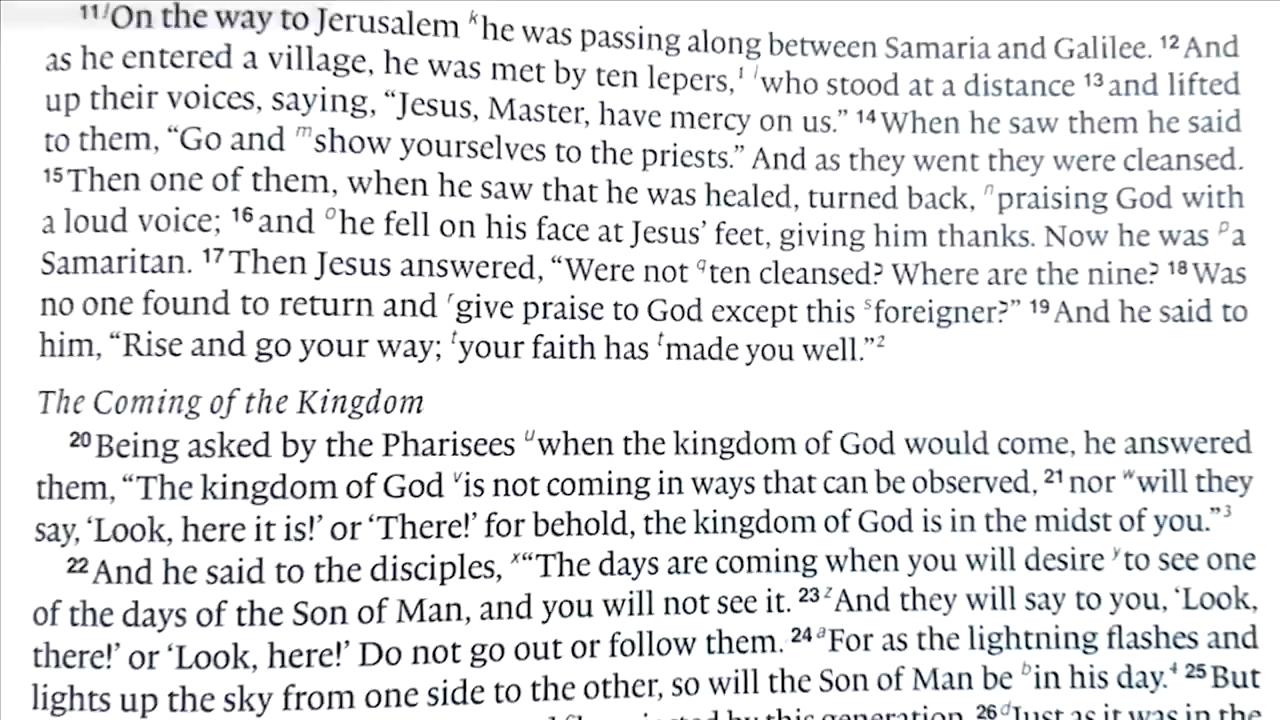 11 j On the way to Jerusalem k he was passing along between Samaria and Galilee. 12 And
as he entered a village, he was met by ten lepers,1 l who stood at a distance 13 and lifted
up their voices, saying, “Jesus, Master, have mercy on us.” 14 When he saw them he said
to them, “Go and m show yourselves to the priests.” And as they went they were cleansed.
15 Then one of them, when he saw that he was healed, turned back, n praising God with
a loud voice; 16 and o he fell on his face at Jesus’ feet, giving him thanks. Now he was p a
Samaritan. 17 Then Jesus answered, “Were not q ten cleansed? Where are the nine? 18 Was
no one found to return and r give praise to God except this s foreigner?” 19 And he said to
him, “Rise and go your way; t your faith has t made you well.”2
The Coming of the Kingdom
20 Being asked by the Pharisees u when the kingdom of God would come, he answered
them, “The kingdom of God v is not coming in ways that can be observed, 21 nor w will they
say, ‘Look, here it is!’ or ‘There!’ for behold, the kingdom of God is in the midst of you.”3
22 And he said to the disciples, x “The days are coming when you will desire y to see one
of the days of the Son of Man, and you will not see it. 23 z And they will say to you, ‘Look,
there!’ or ‘Look, here!’ Do not go out or follow them. 24 a For as the lightning flashes and
lights up the sky from one side to the other, so will the Son of Man be b in his day.4 25 But
by this generation. 26 d Just as it was in the